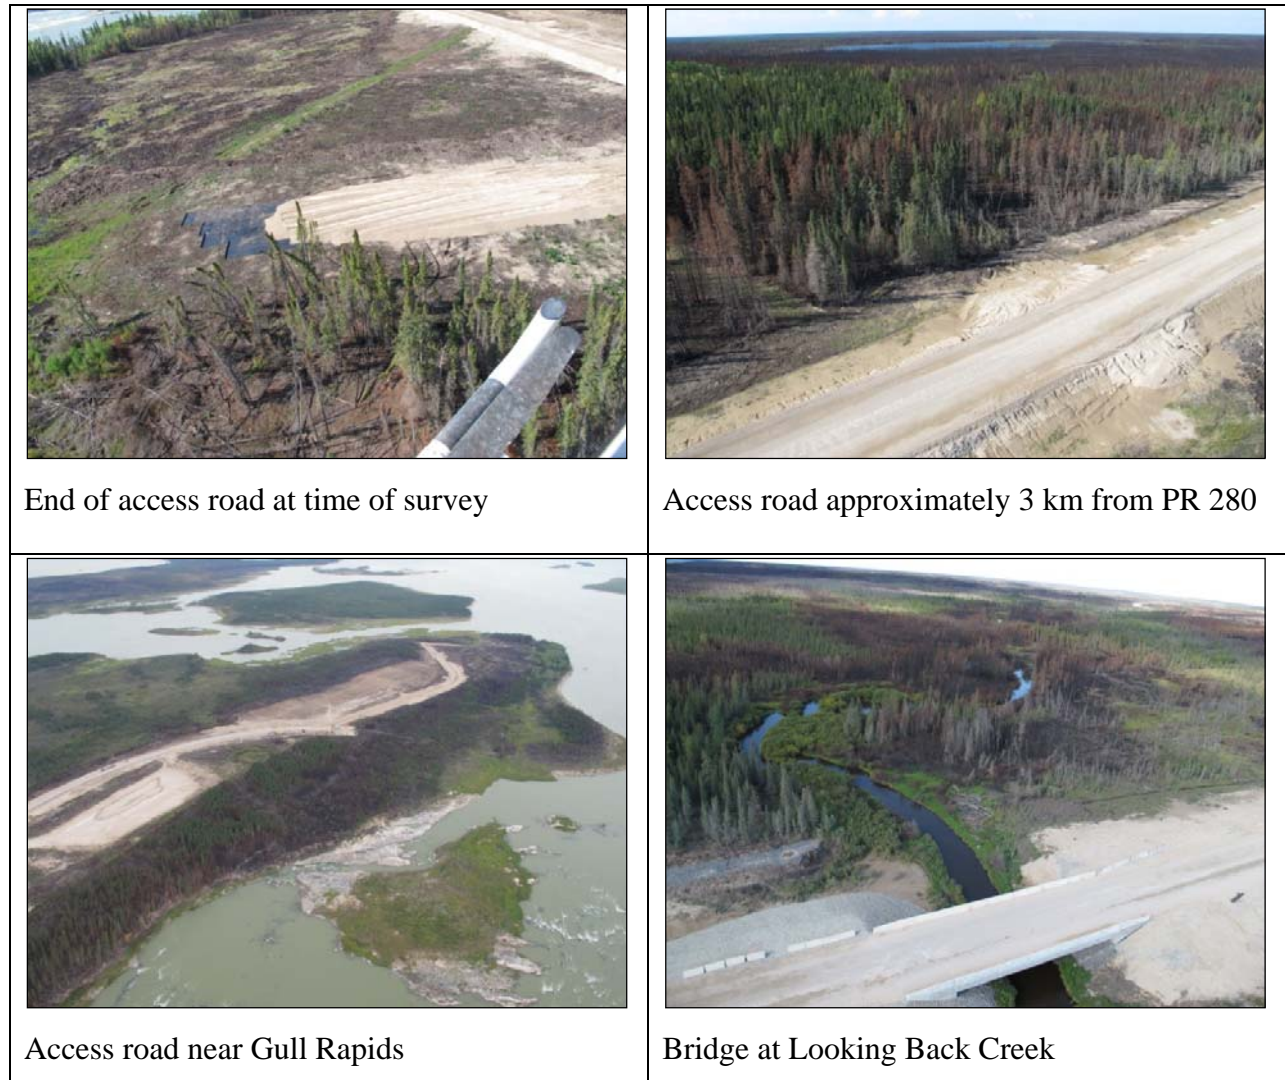 End of access road at time of survey
Access road approximately 3 km from PR 280
Access road near Gull Rapids
Bridge at Looking Back Creek